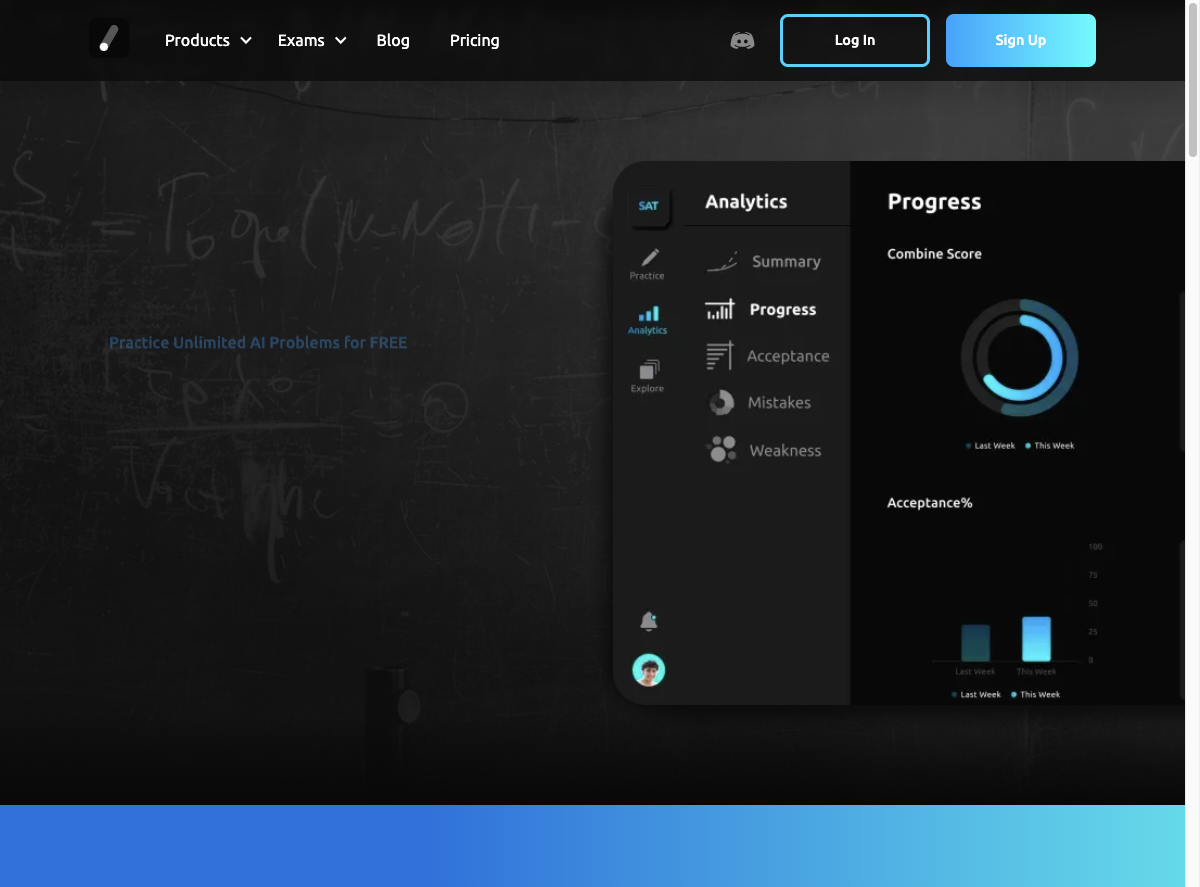 Products
Exams
Blog
Pricing
Log In
Sign Up
Practice Unlimited AI Problems for FREE
SAT
Practice
Analytics
Explore
Analytics
Summary
Progress
Acceptance
Mistakes
Weakness
Progress
Combine Score
Last Week
This Week
Acceptance%
100
75
50
25
0
Last Week
This Week
Last Week
This Week